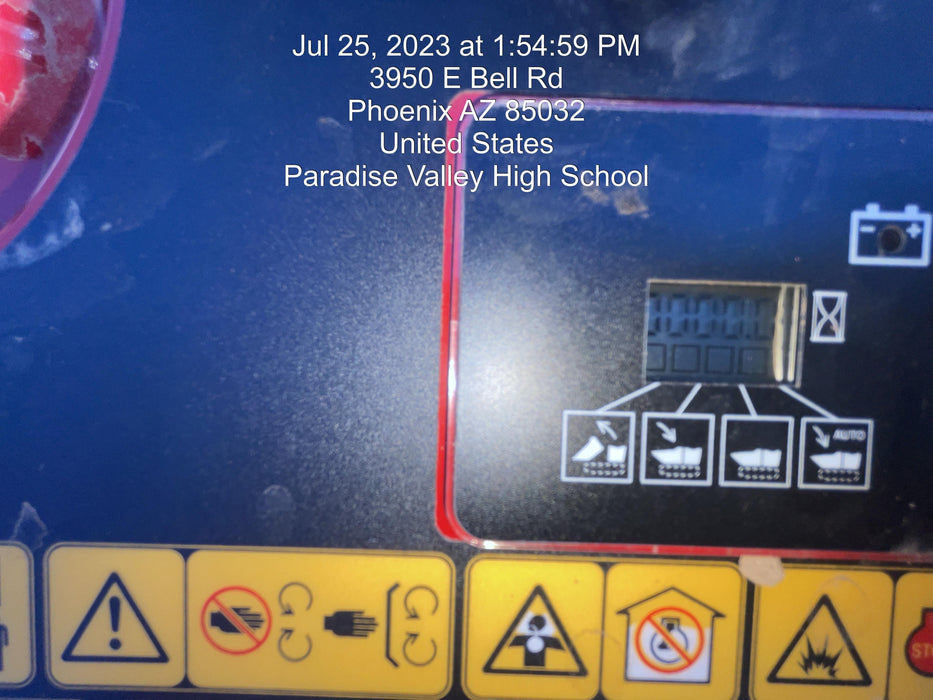 Jul 25, 2023 at 1:54:59 PM
3950 E Bell Rd
Phoenix AZ 85032
United States
Paradise Valley High School
AUTO